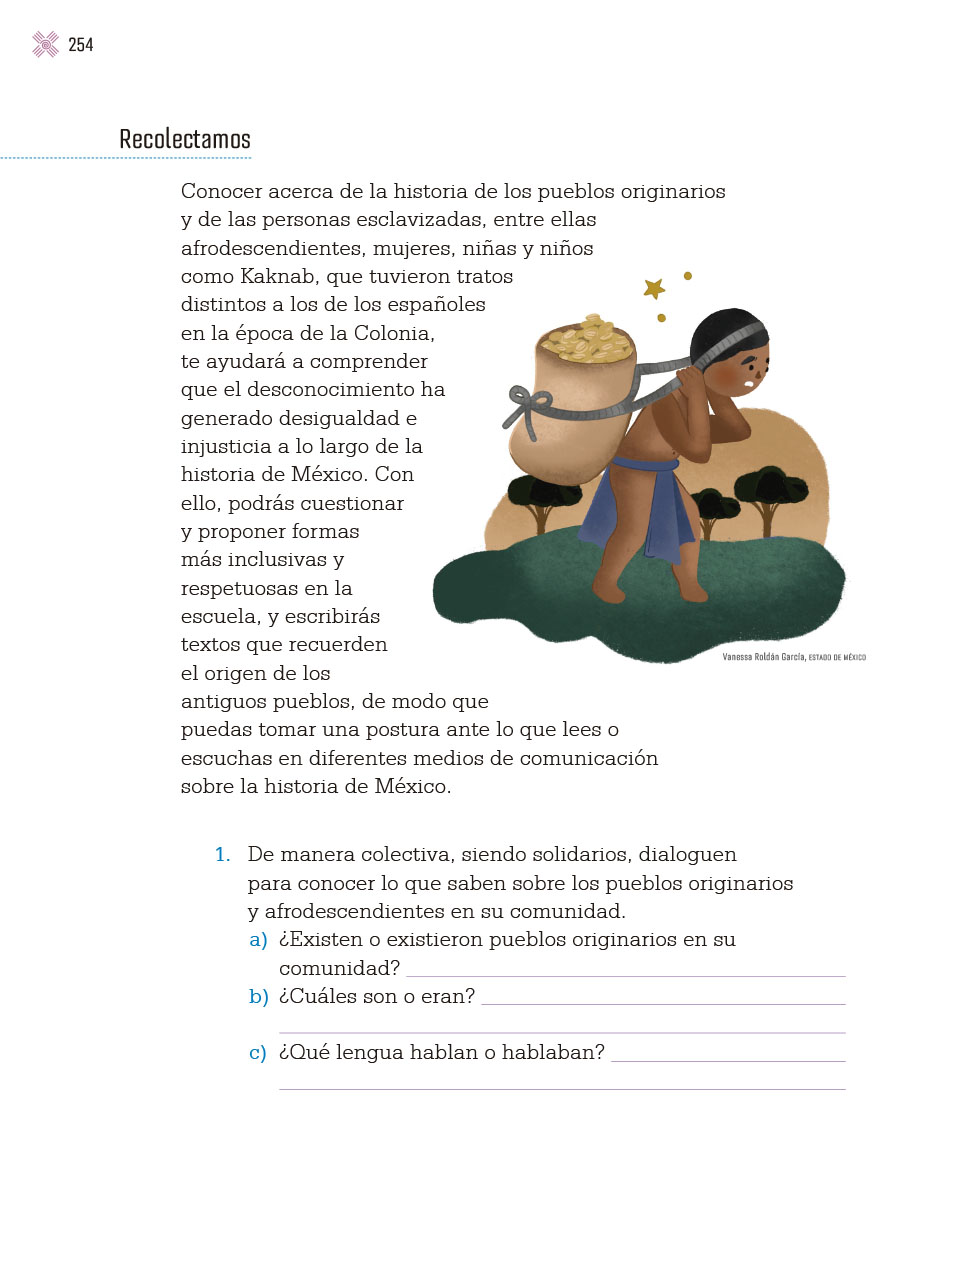 254
Recolectamos
Conocer acerca de la historia de los pueblos originarios
y de las personas esclavizadas, entre ellas
afrodescendientes, mujeres, niñas y niños
como Kaknab, que tuvieron tratos
distintos a los de los españoles
en la época de la Colonia,
te ayudará a comprender
que el desconocimiento ha
generado desigualdad e
injusticia a lo largo de la
historia de México. Con
ello, podrás cuestionar
y proponer formas
más inclusivas y
respetuosas en la
escuela, y escribirás
textos que recuerden
el origen de los
antiguos pueblos, de modo que
puedas tomar una postura ante lo que lees o
escuchas en diferentes medios de comunicación
sobre la historia de México.
Vanessa Roldán García, ESTADO DE MÉXICO
1. De manera colectiva, siendo solidarios, dialoguen
para conocer lo que saben sobre los pueblos originarios
y afrodescendientes en su comunidad.
a) ¿Existen o existieron pueblos originarios en su
comunidad?
b) ¿Cuáles son o eran?
c) ¿Qué lengua hablan o hablaban?